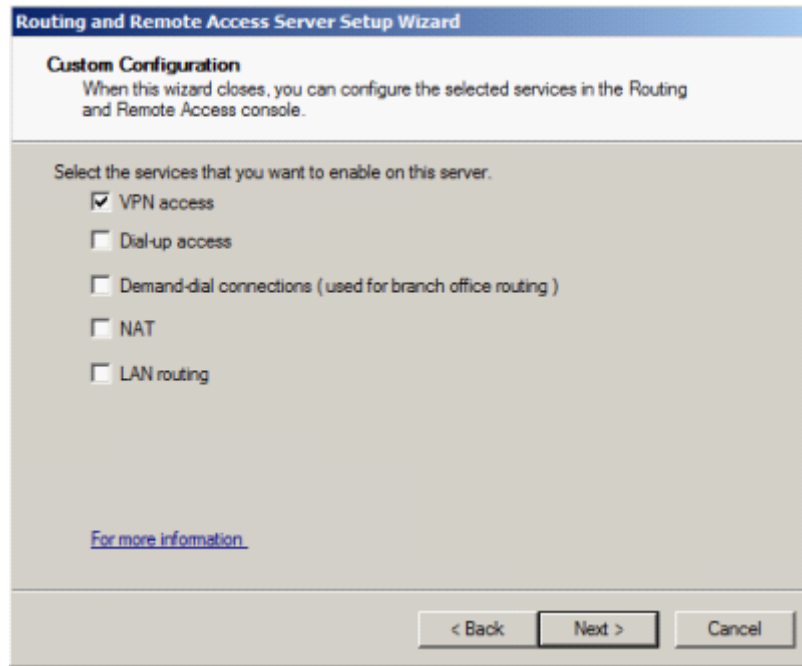 Routing and Remote Access Server Setup Wizard
Custom Configuration
When this wizard closes, you can configure the selected services in the Routing
and Remote Access console.
Select the services that you want to enable on this server.
VPN access
Dial-up access
Demand-dial connections ( used for branch office routing )
NAT
LAN routing
For more information
< Back Next > Cancel